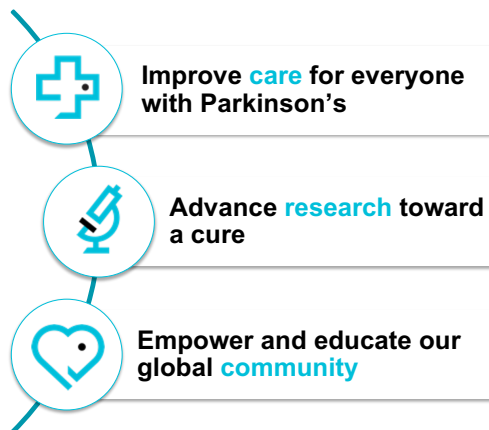 Improve care for everyone
with Parkinson’s
Advance research toward
a cure
Empower and educate our
global community